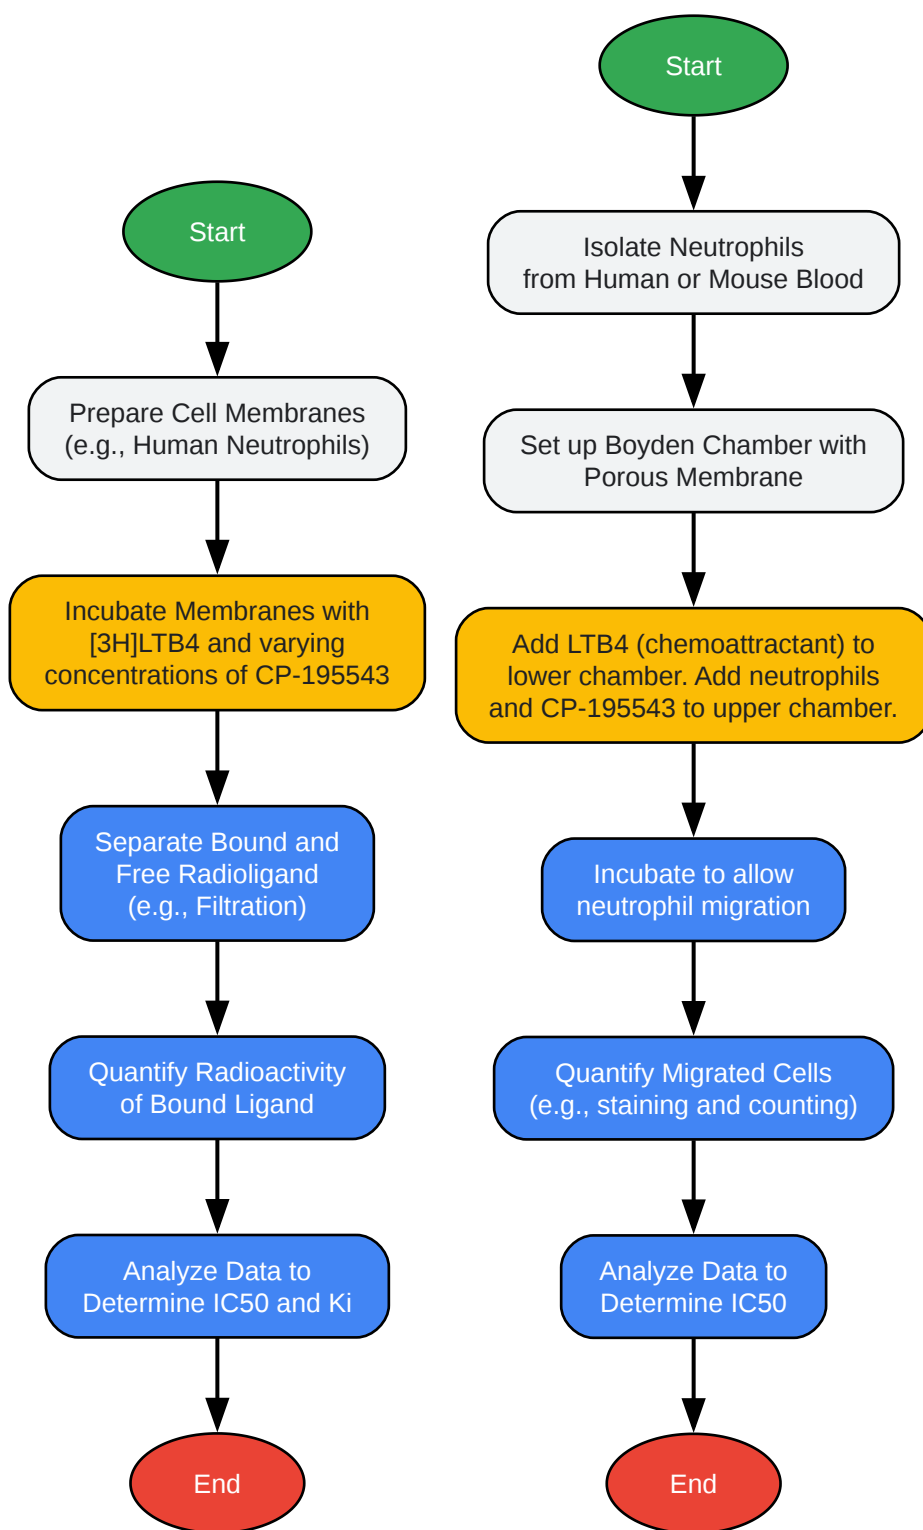 Start
Prepare Cell Membranes
(e.g., Human Neutrophils)
Incubate Membranes with
[3H]LTB4 and varying
concentrations of CP-195543
Separate Bound and
Free Radioligand
(e.g., Filtration)
Quantify Radioactivity
of Bound Ligand
Analyze Data to
Determine IC50 and Ki
End
Start
Isolate Neutrophils
from Human or Mouse Blood
Set up Boyden Chamber with
Porous Membrane
Add LTB4 (chemoattractant) to
lower chamber. Add neutrophils
and CP-195543 to upper chamber.
Incubate to allow
neutrophil migration
Quantify Migrated Cells
(e.g., staining and counting)
Analyze Data to
Determine IC50
End